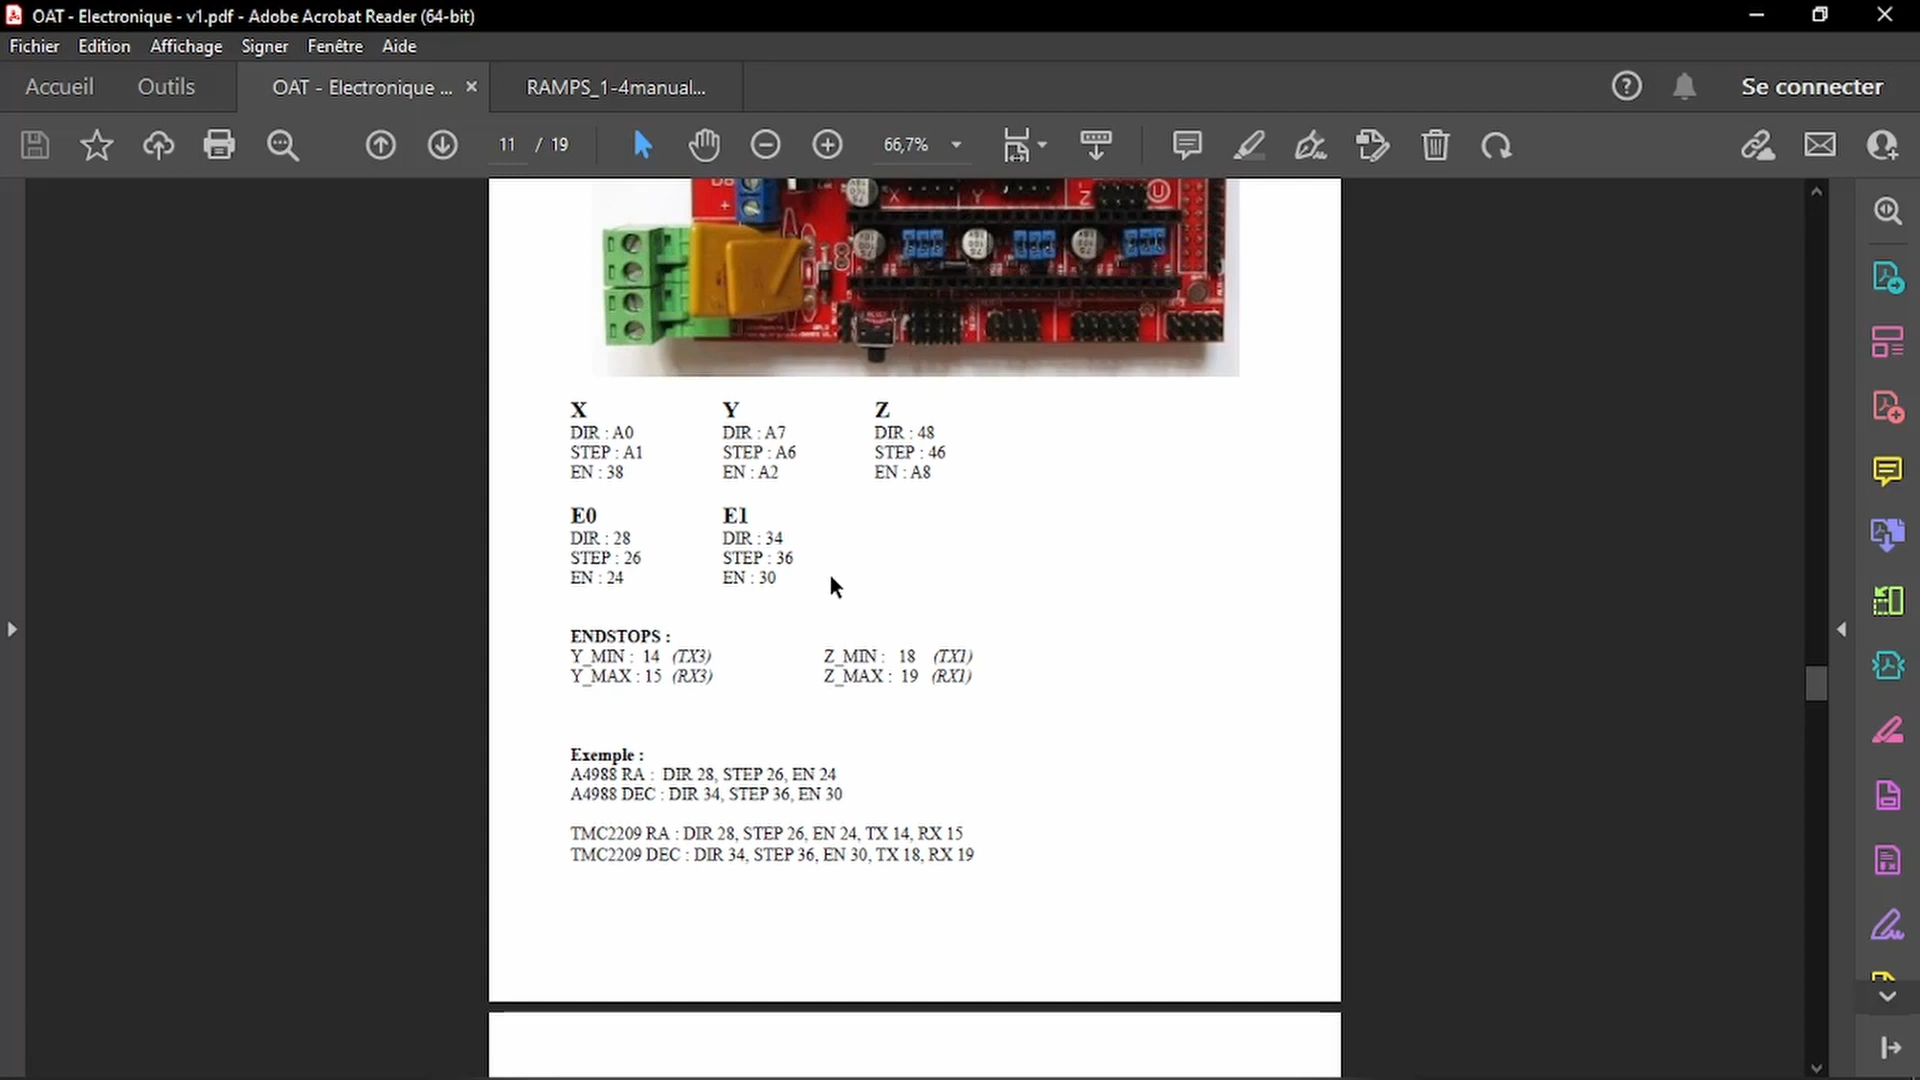 OAT - Electronique - v1.pdf - Adobe Acrobat Reader (64-bit)
Fichier Edition Affichage Signer Fenêtre Aide
Accueil Outils OAT - Electronique ... RAMPS_1-4manual... Se connecter
11 / 19 66,7%
X Y Z
X Y Z
DIR : A0 DIR : A7 DIR : 48
STEP : A1 STEP : A6 STEP : 46
EN : 38 EN : A2 EN : A8
E0 E1
DIR : 28 DIR : 34
STEP : 26 STEP : 36
EN : 24 EN : 30
ENDSTOPS :
Y_MIN : 14 (TX3) Z_MIN : 18 (TX1)
Y_MAX : 15 (RX3) Z_MAX : 19 (RX1)
Exemple :
A4988 RA : DIR 28, STEP 26, EN 24
A4988 DEC : DIR 34, STEP 36, EN 30
TMC2209 RA : DIR 28, STEP 26, EN 24, TX 14, RX 15
TMC2209 DEC : DIR 34, STEP 36, EN 30, TX 18, RX 19